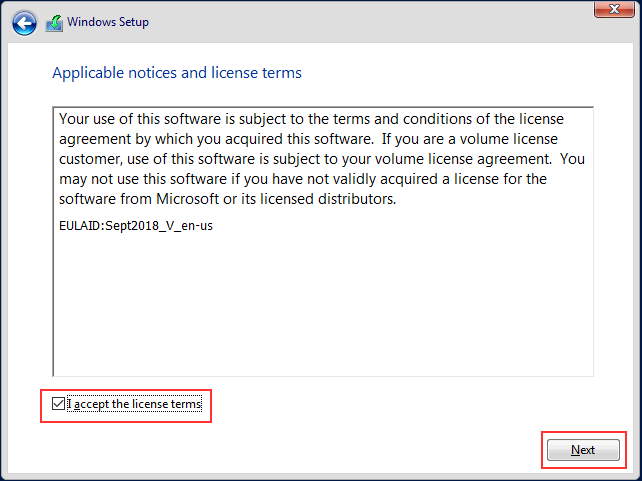 Windows Setup
Applicable notices and license terms
Your use of this software is subject to the terms and conditions of the license
agreement by which you acquired this software.  If you are a volume license
customer, use of this software is subject to your volume license agreement.  You
may not use this software if you have not validly acquired a license for the
software from Microsoft or its licensed distributors.
EULAID:Sept2018_V_en-us
I accept the license terms
Next